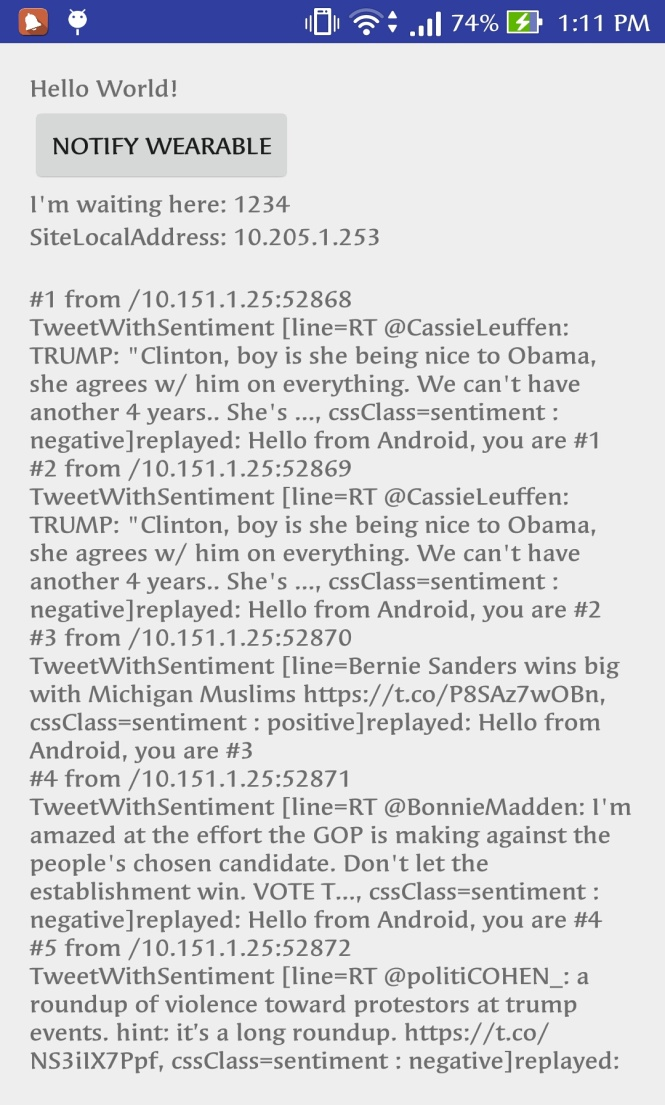 74% 1:11 PM
Hello World!
NOTIFY WEARABLE
I'm waiting here: 1234
SiteLocalAddress: 10.205.1.253
#1 from /10.151.1.25:52868
TweetWithSentiment [line=RT @CassieLeuffen:
TRUMP: "Clinton, boy is she being nice to Obama,
she agrees w/ him on everything. We can't have
another 4 years.. She's ..., cssClass=sentiment :
negative]replayed: Hello from Android, you are #1
#2 from /10.151.1.25:52869
TweetWithSentiment [line=RT @CassieLeuffen:
TRUMP: "Clinton, boy is she being nice to Obama,
she agrees w/ him on everything. We can't have
another 4 years.. She's ..., cssClass=sentiment :
negative]replayed: Hello from Android, you are #2
#3 from /10.151.1.25:52870
TweetWithSentiment [line=Bernie Sanders wins big
with Michigan Muslims https://t.co/P8SAz7wOBn,
cssClass=sentiment : positive]replayed: Hello from
Android, you are #3
#4 from /10.151.1.25:52871
TweetWithSentiment [line=RT @BonnieMadden: I'm
amazed at the effort the GOP is making against the
people's chosen candidate. Don't let the
establishment win. VOTE T..., cssClass=sentiment :
negative]replayed: Hello from Android, you are #4
#5 from /10.151.1.25:52872
TweetWithSentiment [line=RT @politiCOHEN_: a
roundup of violence toward protestors at trump
events. hint: it's a long roundup. https://t.co/
NS3iIX7Ppf, cssClass=sentiment : negative]replayed: